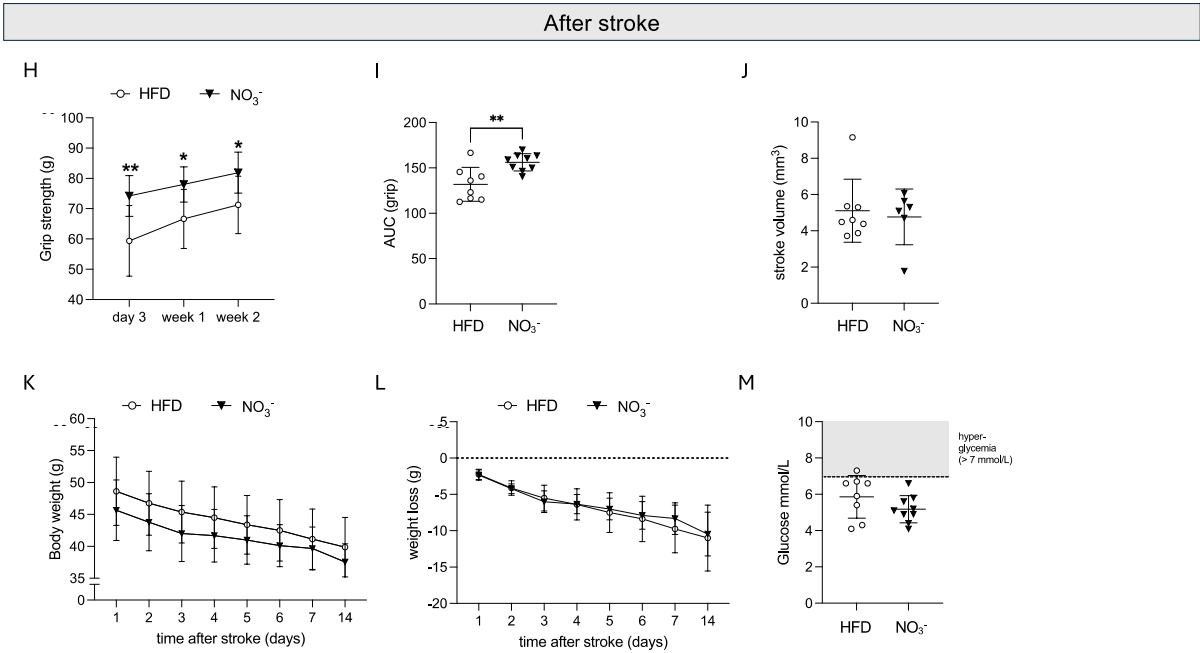 After stroke
H
HFD NO₃⁻
Grip strength (g)
100
90
80
70
60
50
40
** * *
day 3 week 1 week 2
I
AUC (grip)
200
150
100
50
0
**
HFD NO₃⁻
J
stroke volume (mm³)
10
8
6
4
2
0
HFD NO₃⁻
K
HFD NO₃⁻
Body weight (g)
60
55
50
45
40
35
0
1 2 3 4 5 6 7 14
time after stroke (days)
L
HFD NO₃⁻
weight loss (g)
5
0
-5
-10
-15
-20
1 2 3 4 5 6 7 14
time after stroke (days)
M
Glucose mmol/L
10
8
6
4
2
0
hyper-
glycemia
(> 7 mmol/L)
HFD NO₃⁻